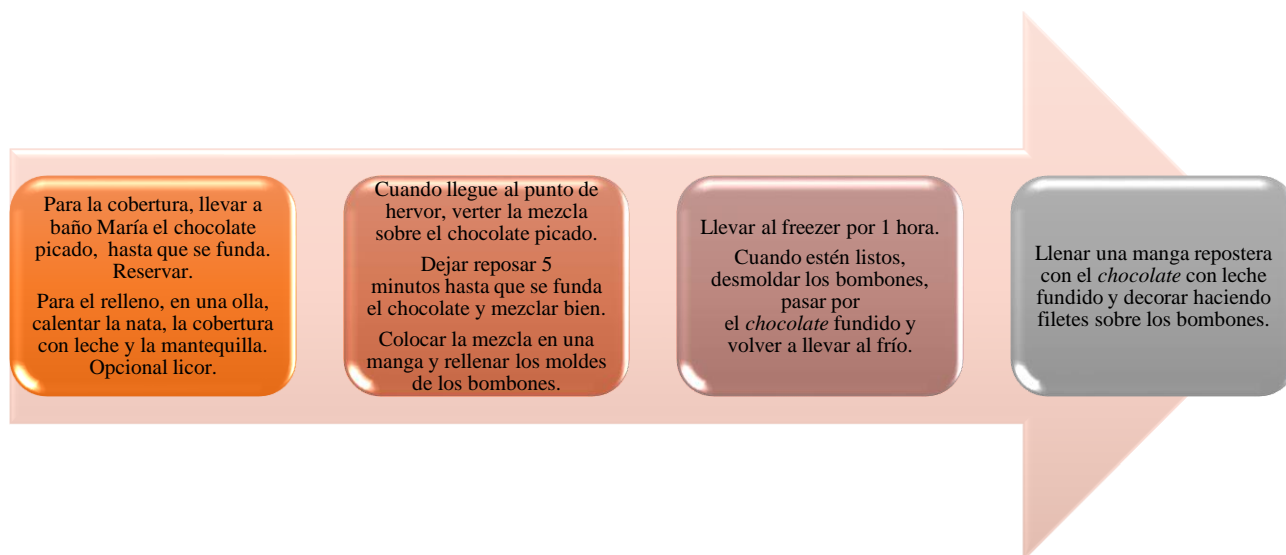 Para la cobertura, llevar a
baño María el chocolate
picado,  hasta que se funda.
Reservar.
Para el relleno, en una olla,
calentar la nata, la cobertura
con leche y la mantequilla.
Opcional licor.
Cuando llegue al punto de
hervor, verter la mezcla
sobre el chocolate picado.
Dejar reposar 5
minutos hasta que se funda
el chocolate y mezclar bien.
Colocar la mezcla en una
manga y rellenar los moldes
de los bombones.
Llevar al freezer por 1 hora.
Cuando estén listos,
desmoldar los bombones,
pasar por
el chocolate fundido y
volver a llevar al frío.
Llenar una manga repostera
con el chocolate con leche
fundido y decorar haciendo
filetes sobre los bombones.